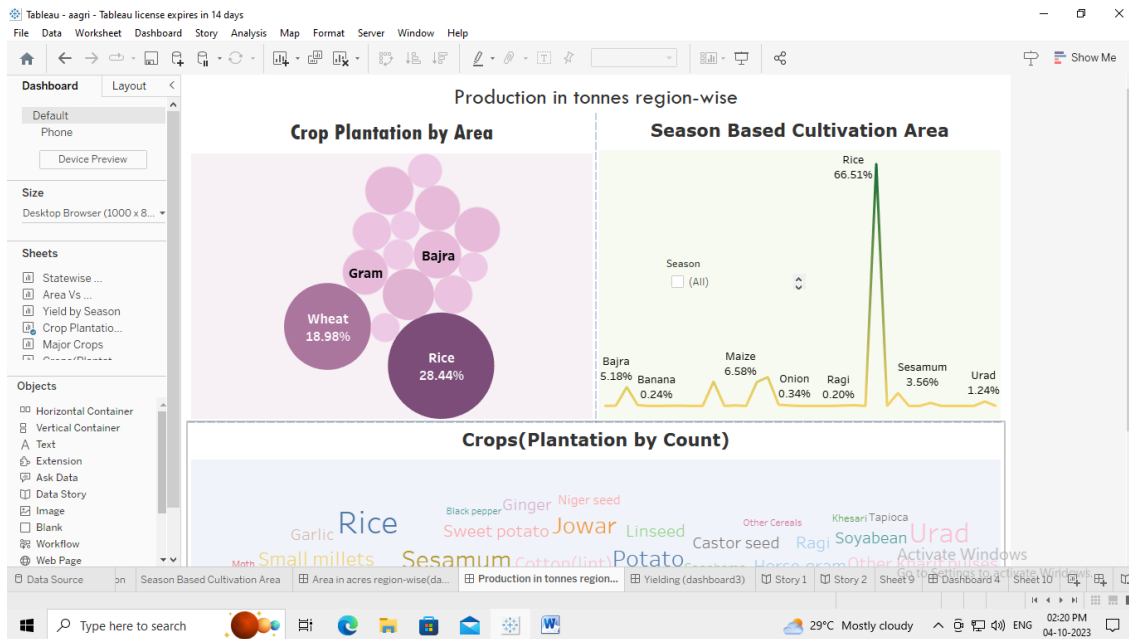 Tableau - aagri - Tableau license expires in 14 days
File Data Worksheet Dashboard Story Analysis Map Format Server Window Help
Show Me
Dashboard Layout
Default
Phone
Device Preview
Size
Desktop Browser (1000 x 8...
Sheets
Statewise ...
Area Vs ...
Yield by Season
Crop Plantatio...
Major Crops
Objects
Horizontal Container
Vertical Container
Text
Extension
Ask Data
Data Story
Image
Blank
Workflow
Web Page
Production in tonnes region-wise
Crop Plantation by Area
Bajra
Gram
Wheat
18.98%
Rice
28.44%
Season Based Cultivation Area
Rice
66.51%
Season
(All)
Bajra
5.18%
Banana
0.24%
Maize
6.58%
Onion
0.34%
Ragi
0.20%
Sesamum
3.56%
Urad
1.24%
Crops(Plantation by Count)
Niger seed
Ginger
Black pepper
Rice
Garlic
Sweet potato
Jowar
Linseed
Other Cereals
Khesari
Tapioca
Castor seed
Ragi
Soyabean
Urad
Moth
Small millets
Sesamum
Cotton(lint)
Potato
Horse-gram
Other Kharif pulses
Activate Windows
Go to Settings to activate Windows.
Data Source
on
Season Based Cultivation Area
Area in acres region-wise(da...
Production in tonnes region...
Yielding (dashboard3)
Story 1
Story 2
Sheet 9
Dashboard 4
Sheet 10
Type here to search
29°C Mostly cloudy
ENG
02:20 PM
04-10-2023